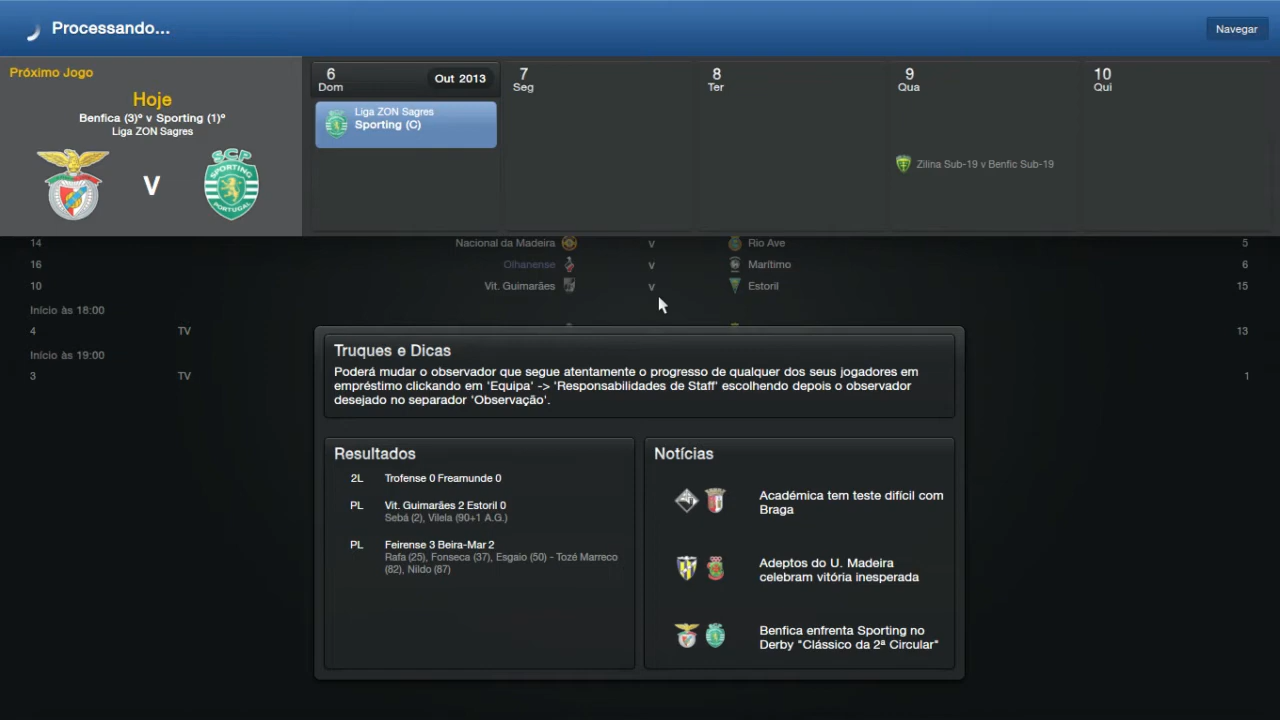 Processando...
Navegar
Próximo Jogo
Hoje
Benfica (3)º v Sporting (1)º
Liga ZON Sagres
V
6
Dom
Out 2013
7
Seg
8
Ter
9
Qua
10
Qui
Liga ZON Sagres
Sporting (C)
Zilina Sub-19 v Benfic Sub-19
SCP
SPORTING
PORTUGAL
14 Nacional da Madeira v Rio Ave 5
16 Olhanense v Marítimo 6
10 Vit. Guimarães v Estoril 15
Início às 18:00
4 TV 13
Início às 19:00
3 TV 1
Truques e Dicas
Poderá mudar o observador que segue atentamente o progresso de qualquer dos seus jogadores em
empréstimo clickando em 'Equipa' -> 'Responsabilidades de Staff' escolhendo depois o observador
desejado no separador 'Observação'.
Resultados
2L Trofense 0 Freamunde 0
PL Vit. Guimarães 2 Estoril 0
Sebá (2), Vilela (90+1 A.G.)
PL Feirense 3 Beira-Mar 2
Rafa (25), Fonseca (37), Esgaio (50) - Tozé Marreco
(82), Nildo (87)
Notícias
Académica tem teste difícil com
Braga
Adeptos do U. Madeira
celebram vitória inesperada
Benfica enfrenta Sporting no
Derby "Clássico da 2ª Circular"